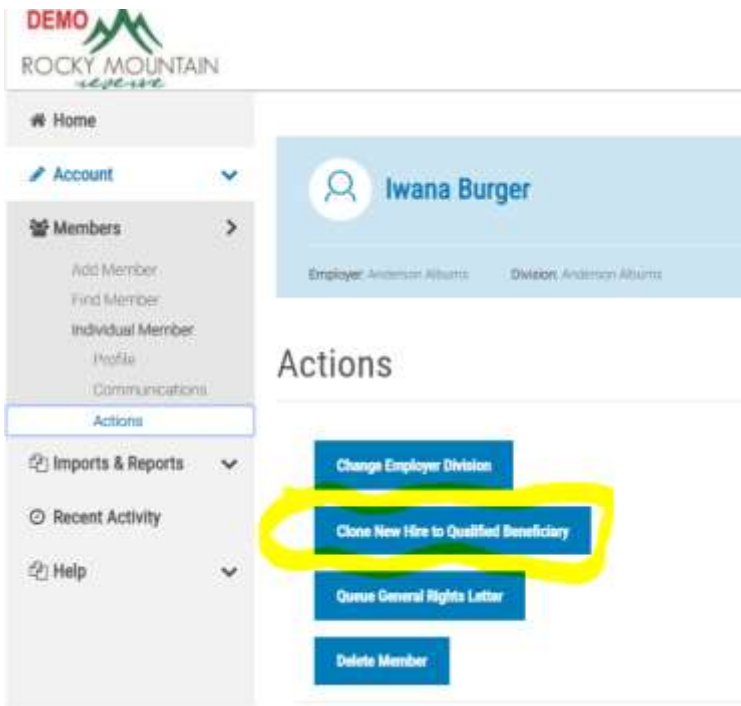 DEMO
ROCKY MOUNTAIN
reserve
Home
Account
Members
Add Member
Find Member
Individual Member
Profile
Communications
Actions
Imports & Reports
Recent Activity
Help
Iwana Burger
Employer: Anderson Albums Division: Anderson Albums
Actions
Change Employer Division
Clone New Hire to Qualified Beneficiary
Queue General Rights Letter
Delete Member